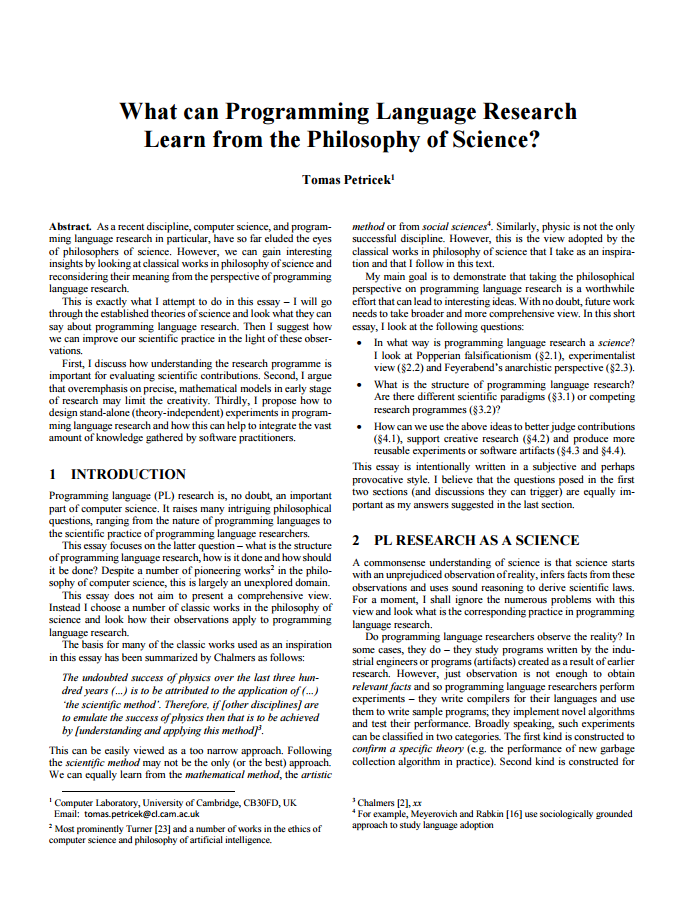 What can Programming Language Research
Learn from the Philosophy of Science?
Tomas Petricek¹
Abstract. As a recent discipline, computer science, and program-
ming language research in particular, have so far eluded the eyes
of philosophers of science. However, we can gain interesting
insights by looking at classical works in philosophy of science and
reconsidering their meaning from the perspective of programming
language research.
This is exactly what I attempt to do in this essay – I will go
through the established theories of science and look what they can
say about programming language research. Then I suggest how
we can improve our scientific practice in the light of these obser-
vations.
First, I discuss how understanding the research programme is
important for evaluating scientific contributions. Second, I argue
that overemphasis on precise, mathematical models in early stage
of research may limit the creativity. Thirdly, I propose how to
design stand-alone (theory-independent) experiments in program-
ming language research and how this can help to integrate the vast
amount of knowledge gathered by software practitioners.
1 INTRODUCTION
Programming language (PL) research is, no doubt, an important
part of computer science. It raises many intriguing philosophical
questions, ranging from the nature of programming languages to
the scientific practice of programming language researchers.
This essay focuses on the latter question – what is the structure
of programming language research, how is it done and how should
it be done? Despite a number of pioneering works² in the philo-
sophy of computer science, this is largely an unexplored domain.
This essay does not aim to present a comprehensive view.
Instead I choose a number of classic works in the philosophy of
science and look how their observations apply to programming
language research.
The basis for many of the classic works used as an inspiration
in this essay has been summarized by Chalmers as follows:
The undoubted success of physics over the last three hun-
dred years (...) is to be attributed to the application of (...)
‘the scientific method’. Therefore, if [other disciplines] are
to emulate the success of physics then that is to be achieved
by [understanding and applying this method]³.
This can be easily viewed as a too narrow approach. Following
the scientific method may not be the only (or the best) approach.
We can equally learn from the mathematical method, the artistic
¹ Computer Laboratory, University of Cambridge, CB30FD, UK
Email: tomas.petricek@cl.cam.ac.uk
² Most prominently Turner [23] and a number of works in the ethics of
computer science and philosophy of artificial intelligence.
method or from social sciences⁴. Similarly, physic is not the only
successful discipline. However, this is the view adopted by the
classical works in philosophy of science that I take as an inspira-
tion and that I follow in this text.
My main goal is to demonstrate that taking the philosophical
perspective on programming language research is a worthwhile
effort that can lead to interesting ideas. With no doubt, future work
needs to take broader and more comprehensive view. In this short
essay, I look at the following questions:
• In what way is programming language research a science?
I look at Popperian falsificationism (§2.1), experimentalist
view (§2.2) and Feyerabend’s anarchistic perspective (§2.3).
• What is the structure of programming language research?
Are there different scientific paradigms (§3.1) or competing
research programmes (§3.2)?
• How can we use the above ideas to better judge contributions
(§4.1), support creative research (§4.2) and produce more
reusable experiments or software artifacts (§4.3 and §4.4).
This essay is intentionally written in a subjective and perhaps
provocative style. I believe that the questions posed in the first
two sections (and discussions they can trigger) are equally im-
portant as my answers suggested in the last section.
2 PL RESEARCH AS A SCIENCE
A commonsense understanding of science is that science starts
with an unprejudiced observation of reality, infers facts from these
observations and uses sound reasoning to derive scientific laws.
For a moment, I shall ignore the numerous problems with this
view and look what is the corresponding practice in programming
language research.
Do programming language researchers observe the reality? In
some cases, they do – they study programs written by the indu-
strial engineers or programs (artifacts) created as a result of earlier
research. However, just observation is not enough to obtain
relevant facts and so programming language researchers perform
experiments – they write compilers for their languages and use
them to write sample programs; they implement novel algorithms
and test their performance. Broadly speaking, such experiments
can be classified in two categories. The first kind is constructed to
confirm a specific theory (e.g. the performance of new garbage
collection algorithm in practice). Second kind is constructed for
³ Chalmers [2], xx
⁴ For example, Meyerovich and Rabkin [16] use sociologically grounded
approach to study language adoption